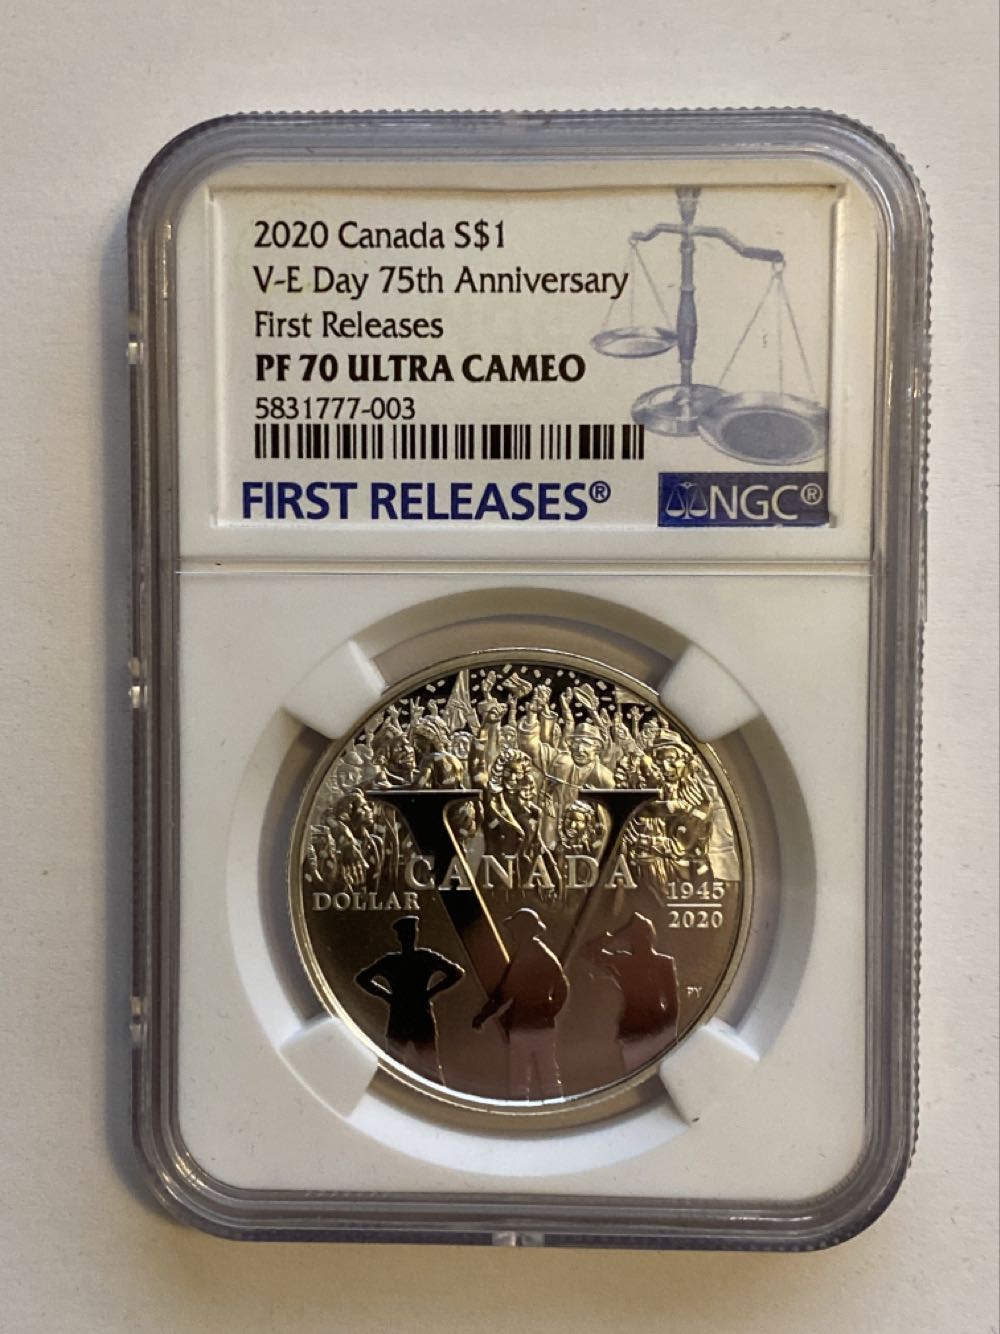 2020 Canada S$1
V-E Day 75th Anniversary
First Releases
PF 70 ULTRA CAMEO
5831777-003
FIRST RELEASES®
NGC®
CANADA
DOLLAR
1945
2020
PY